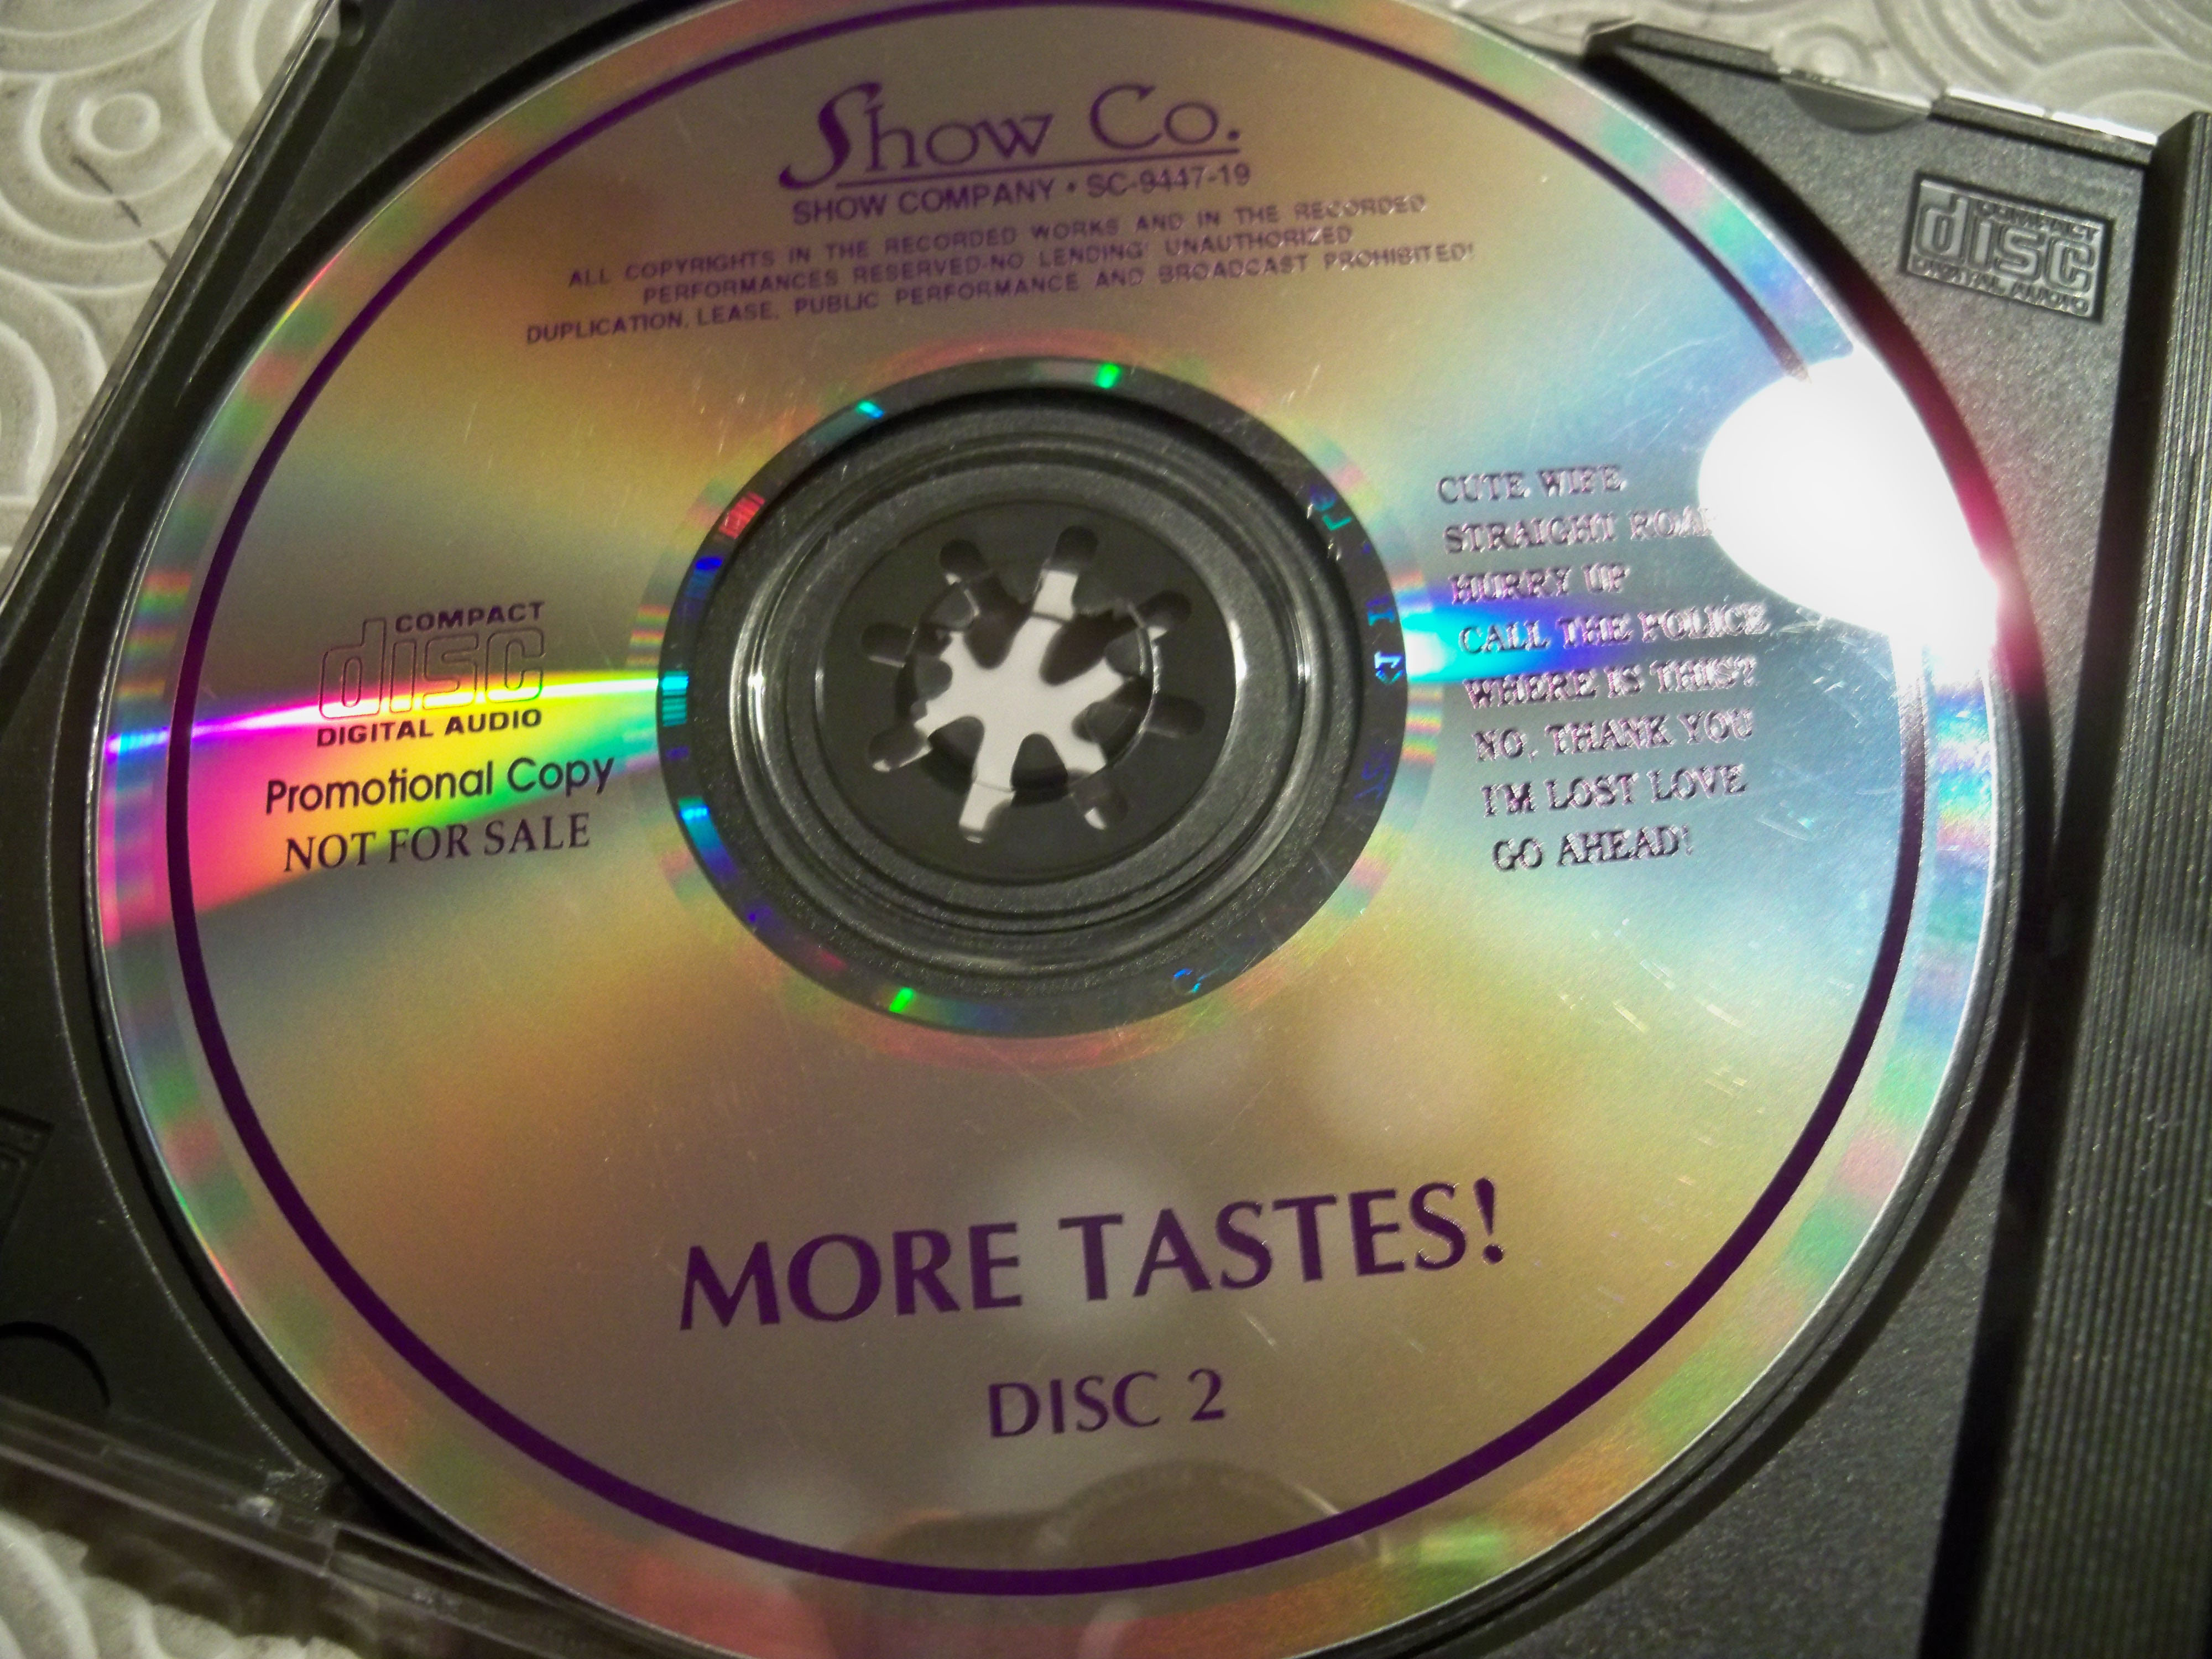 Show Co.
SHOW COMPANY • SC-9447-19
ALL COPYRIGHTS IN THE RECORDED WORKS AND IN THE RECORDED
PERFORMANCES RESERVED-NO LENDING! UNAUTHORIZED
DUPLICATION, LEASE, PUBLIC PERFORMANCE AND BROADCAST PROHIBITED!
COMPACT
disc
DIGITAL AUDIO
Promotional Copy
NOT FOR SALE
CUTE WIFE
STRAIGHT
HURRY UP
CALL THE POLICE
WHERE IS THIS?
NO, THANK YOU
I'M LOST LOVE
GO AHEAD!
MORE TASTES!
DISC 2
COMPACT
disc
DIGITAL AUDIO